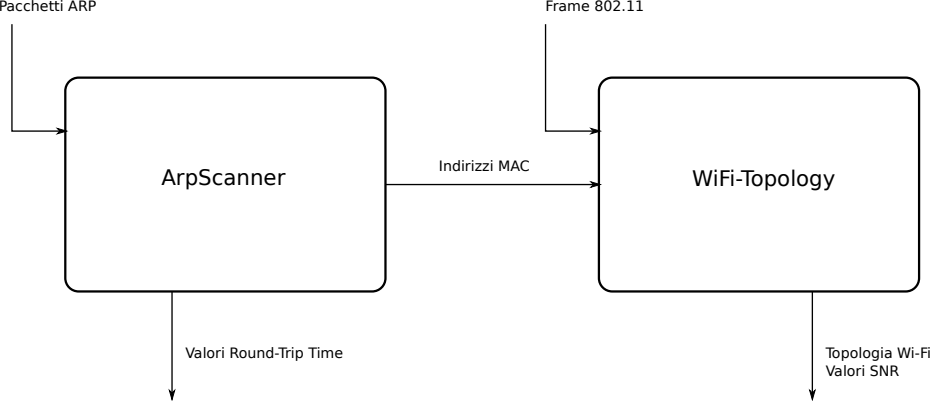 Pacchetti ARP
Frame 802.11
ArpScanner
Indirizzi MAC
WiFi-Topology
Valori Round-Trip Time
Topologia Wi-Fi
Valori SNR